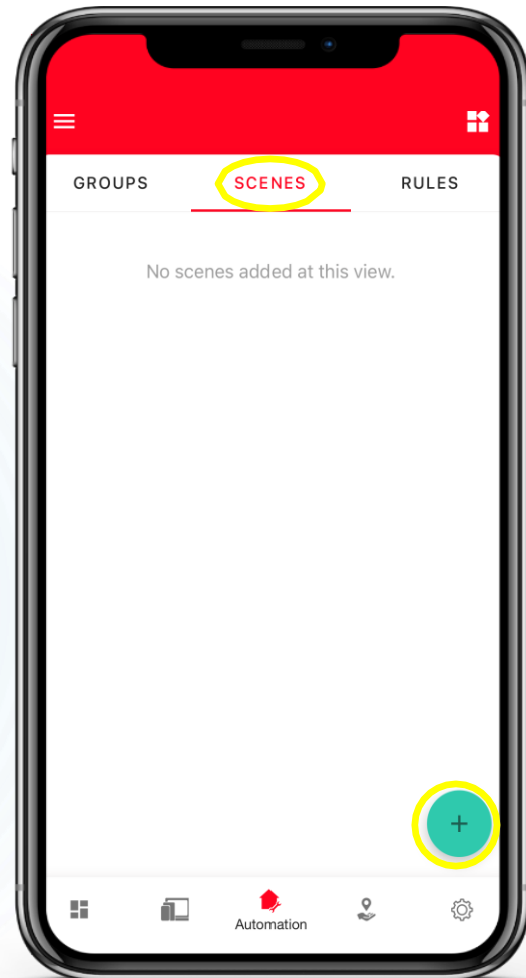 GROUPS SCENES RULES
No scenes added at this view.
+
Automation